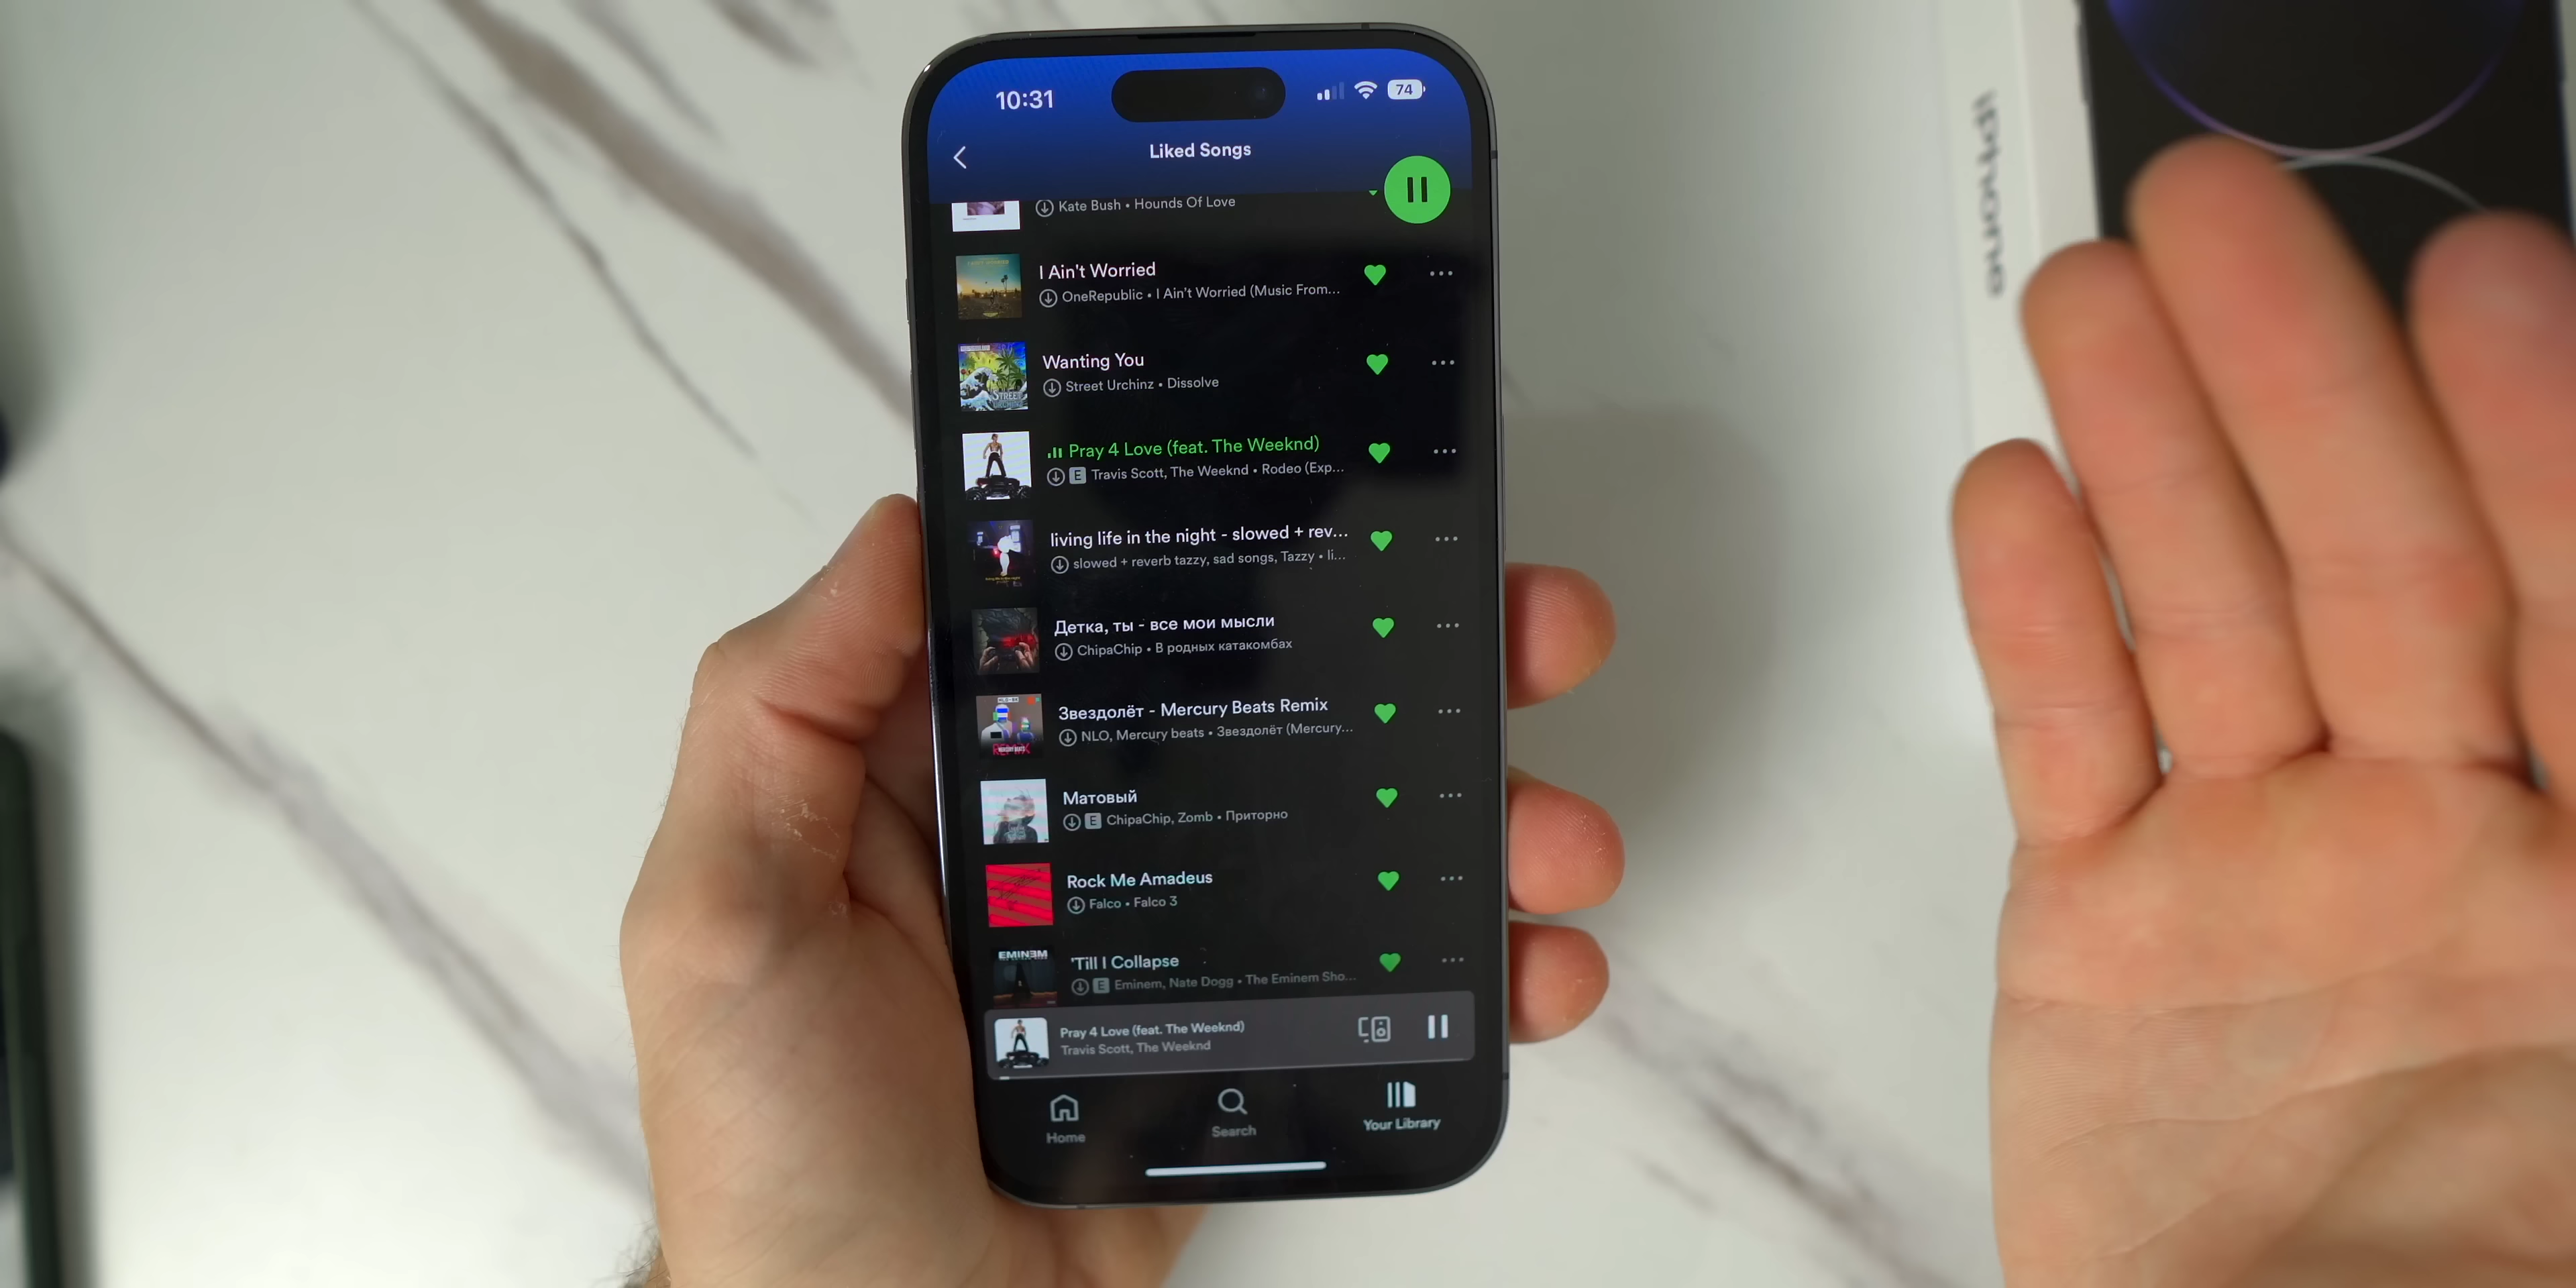 10:31
74
Liked Songs
Kate Bush • Hounds Of Love
I Ain't Worried
OneRepublic • I Ain't Worried (Music From...
Wanting You
Street Urchinz • Dissolve
Pray 4 Love (feat. The Weeknd)
E Travis Scott, The Weeknd • Rodeo (Exp...
living life in the night - slowed + rev...
slowed + reverb tazzy, sad songs, Tazzy • li...
Детка, ты - все мои мысли
ChipaChip • В родных катакомбах
Звездолёт - Mercury Beats Remix
NLO, Mercury beats • Звездолёт (Mercury...
Матовый
E ChipaChip, Zomb • Приторно
Rock Me Amadeus
Falco • Falco 3
EMINEM
'Till I Collapse
E Eminem, Nate Dogg • The Eminem Sho...
Pray 4 Love (feat. The Weeknd)
Travis Scott, The Weeknd
Home
Search
Your Library
iPhone